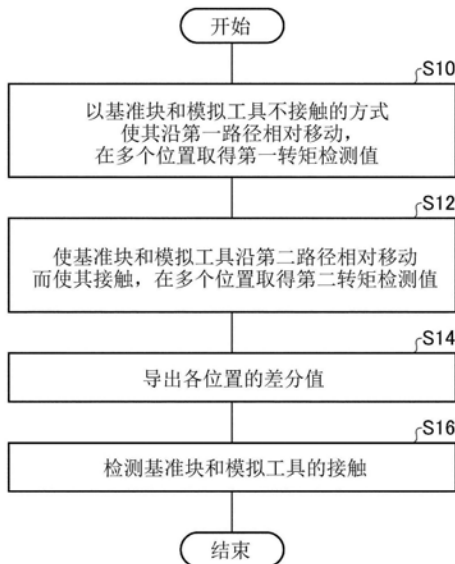 开始
S10
以基准块和模拟工具不接触的方式
使其沿第一路径相对移动，
在多个位置取得第一转矩检测值
S12
使基准块和模拟工具沿第二路径相对移动
而使其接触，在多个位置取得第二转矩检测值
S14
导出各位置的差分值
S16
检测基准块和模拟工具的接触
结束